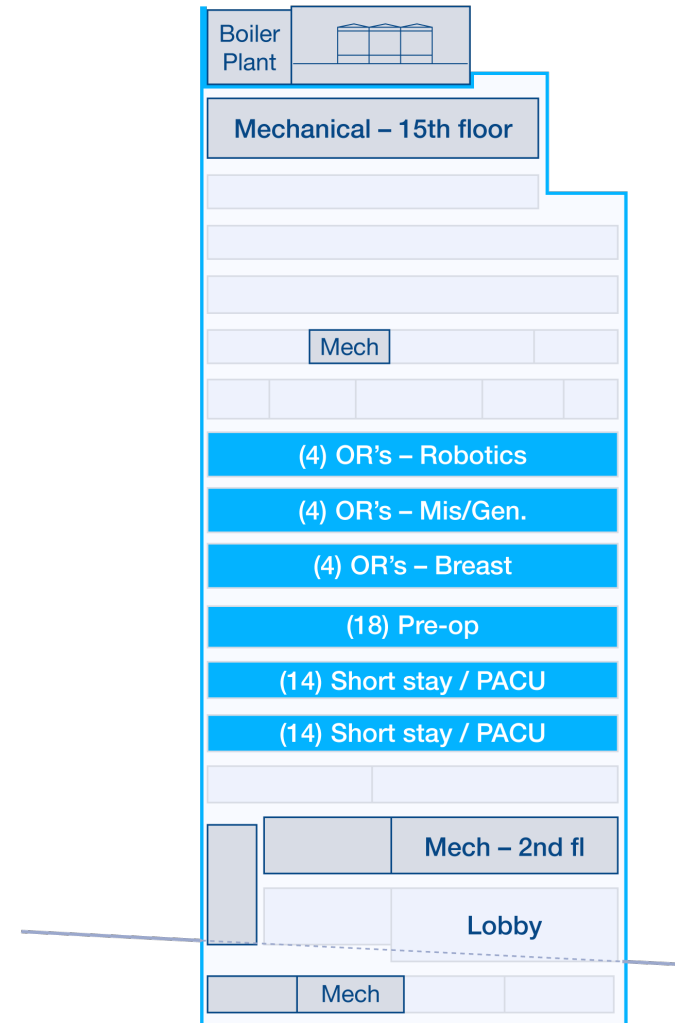 Boiler
Plant
Mechanical – 15th floor
Mech
(4) OR’s – Robotics
(4) OR’s – Mis/Gen.
(4) OR’s – Breast
(18) Pre-op
(14) Short stay / PACU
(14) Short stay / PACU
Mech – 2nd fl
Lobby
Mech